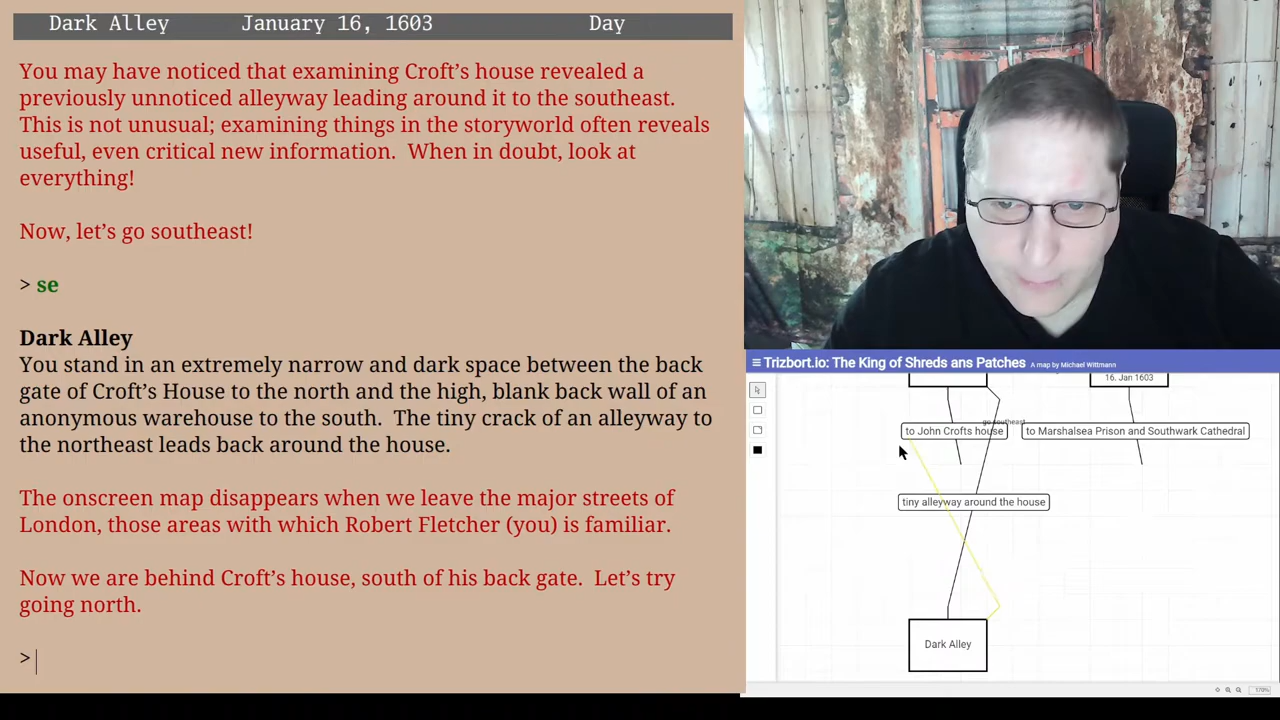 Dark Alley January 16, 1603 Day
You may have noticed that examining Croft's house revealed a
previously unnoticed alleyway leading around it to the southeast.
This is not unusual; examining things in the storyworld often reveals
useful, even critical new information. When in doubt, look at
everything!
Now, let's go southeast!
> se
Dark Alley
You stand in an extremely narrow and dark space between the back
gate of Croft's House to the north and the high, blank back wall of an
anonymous warehouse to the south. The tiny crack of an alleyway to
the northeast leads back around the house.
The onscreen map disappears when we leave the major streets of
London, those areas with which Robert Fletcher (you) is familiar.
Now we are behind Croft's house, south of his back gate. Let's try
going north.
>
Trizbort.io: The King of Shreds ans Patches A map by Michael Wittmann
16. Jan 1603
go southeast
to John Crofts house
to Marshalsea Prison and Southwark Cathedral
tiny alleyway around the house
Dark Alley
170%